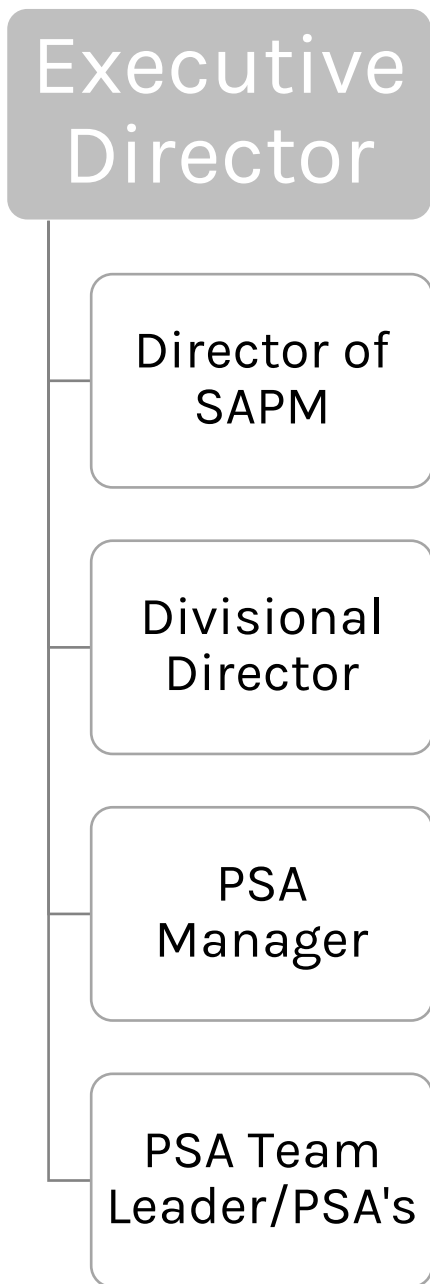 Executive
Director
Director of
SAPM
Divisional
Director
PSA
Manager
PSA Team
Leader/PSA's